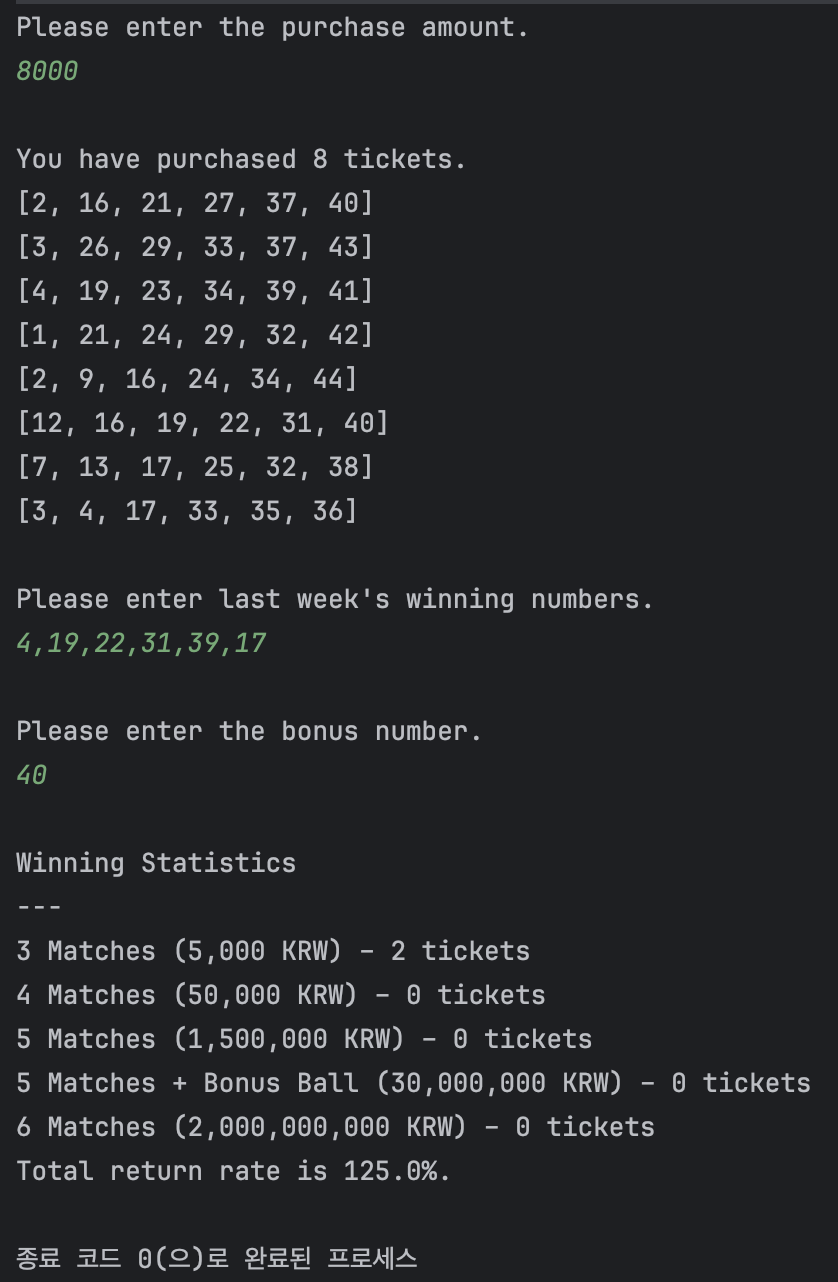 Please enter the purchase amount.
8000
You have purchased 8 tickets.
[2, 16, 21, 27, 37, 40]
[3, 26, 29, 33, 37, 43]
[4, 19, 23, 34, 39, 41]
[1, 21, 24, 29, 32, 42]
[2, 9, 16, 24, 34, 44]
[12, 16, 19, 22, 31, 40]
[7, 13, 17, 25, 32, 38]
[3, 4, 17, 33, 35, 36]
Please enter last week's winning numbers.
4,19,22,31,39,17
Please enter the bonus number.
40
Winning Statistics
---
3 Matches (5,000 KRW) – 2 tickets
4 Matches (50,000 KRW) – 0 tickets
5 Matches (1,500,000 KRW) – 0 tickets
5 Matches + Bonus Ball (30,000,000 KRW) – 0 tickets
6 Matches (2,000,000,000 KRW) – 0 tickets
Total return rate is 125.0%.
종료 코드 0(으)로 완료된 프로세스